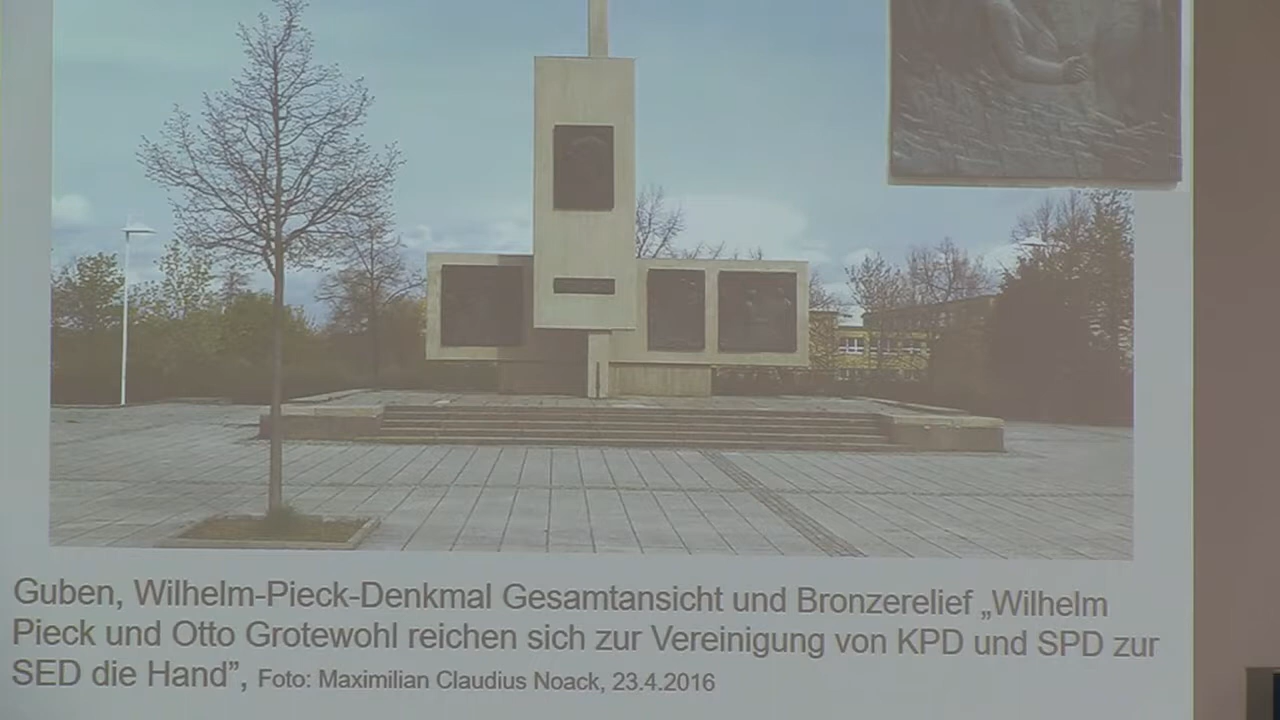 Guben, Wilhelm-Pieck-Denkmal Gesamtansicht und Bronzerelief „Wilhelm
Pieck und Otto Grotewohl reichen sich zur Vereinigung von KPD und SPD zur
SED die Hand”, Foto: Maximilian Claudius Noack, 23.4.2016